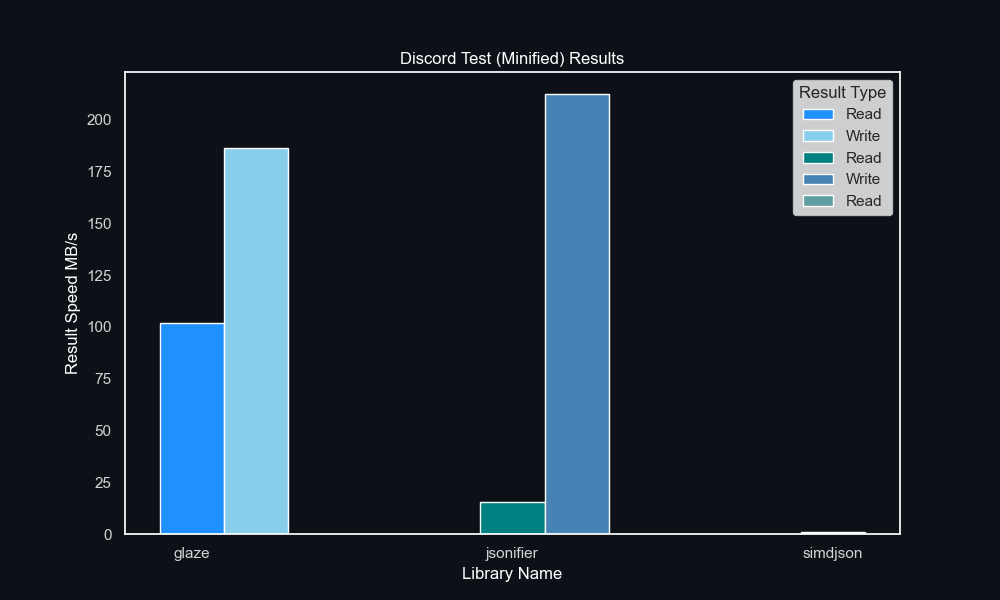 Discord Test (Minified) Results
Result Type
Read
Write
Read
Write
Read
Result Speed MB/s
200
175
150
125
100
75
50
25
0
glaze
jsonifier
simdjson
Library Name